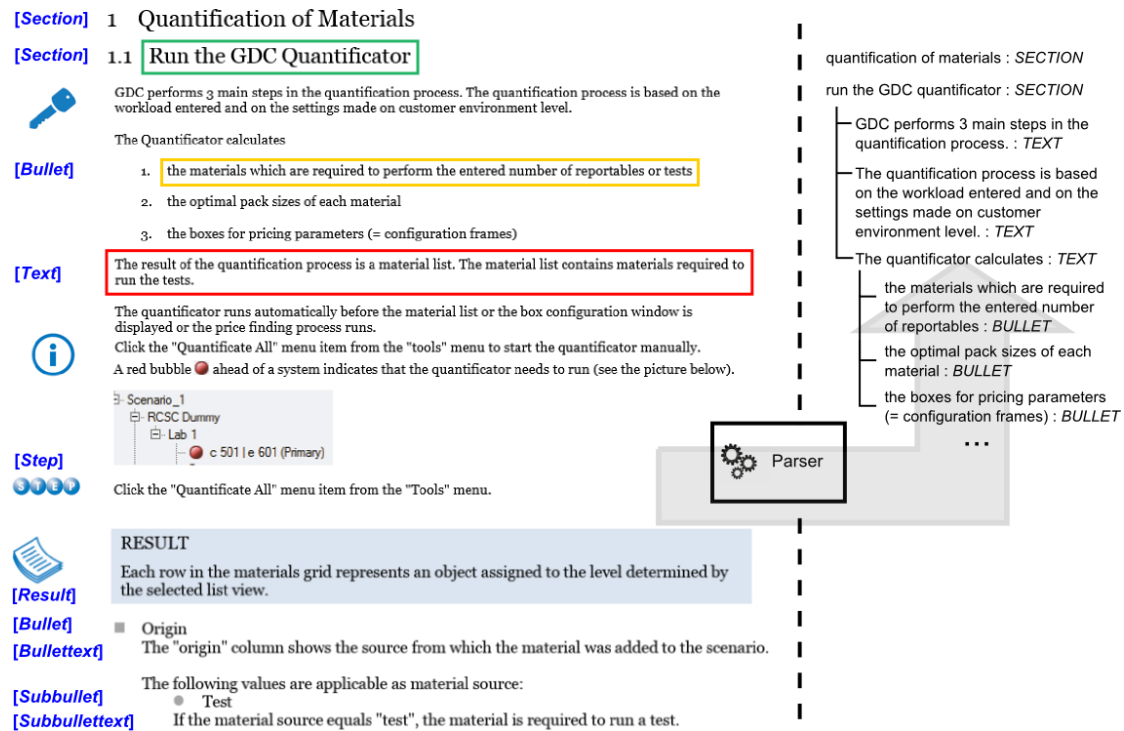 [Section] 1 Quantification of Materials
[Section] 1.1 Run the GDC Quantificator
GDC performs 3 main steps in the quantification process. The quantification process is based on the
workload entered and on the settings made on customer environment level.
The Quantificator calculates
[Bullet] 1. the materials which are required to perform the entered number of reportables or tests
2. the optimal pack sizes of each material
3. the boxes for pricing parameters (= configuration frames)
[Text] The result of the quantification process is a material list. The material list contains materials required to
run the tests.
The quantificator runs automatically before the material list or the box configuration window is
displayed or the price finding process runs.
Click the "Quantificate All" menu item from the "tools" menu to start the quantificator manually.
A red bubble ahead of a system indicates that the quantificator needs to run (see the picture below).
Scenario_1
RCSC Dummy
Lab 1
c 501 | e 601 (Primary)
[Step]
STEP
Click the "Quantificate All" menu item from the "Tools" menu.
RESULT
Each row in the materials grid represents an object assigned to the level determined by
the selected list view.
[Result]
[Bullet] Origin
[Bullettext] The "origin" column shows the source from which the material was added to the scenario.
The following values are applicable as material source:
[Subbullet] Test
[Subbullettext] If the material source equals "test", the material is required to run a test.
quantification of materials : SECTION
run the GDC quantificator : SECTION
GDC performs 3 main steps in the
quantification process. : TEXT
The quantification process is based
on the workload entered and on the
settings made on customer
environment level. : TEXT
The quantificator calculates : TEXT
the materials which are required
to perform the entered number
of reportables : BULLET
the optimal pack sizes of each
material : BULLET
the boxes for pricing parameters
(= configuration frames) : BULLET
...
Parser